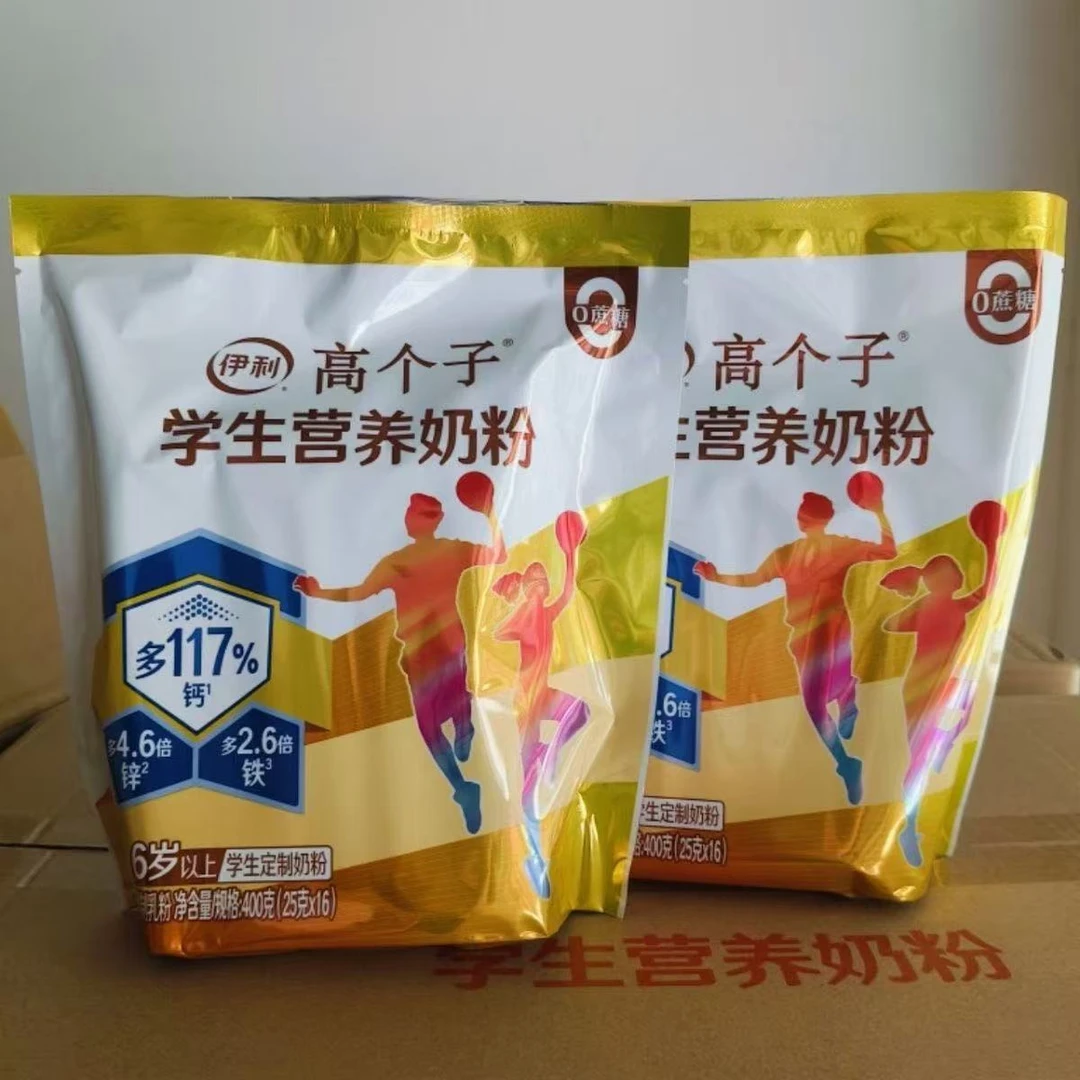 0蔗糖
伊利 高个子®
学生营养奶粉
多117%
钙¹
多4.6倍
锌²
多2.6倍
铁³
6岁以上 学生定制奶粉
乳粉 净含量/规格:400克(25克x16)
0蔗糖
高个子®
营养奶粉
.6倍
铁³
学生定制奶粉
格:400克(25克x16)
学生营养奶粉